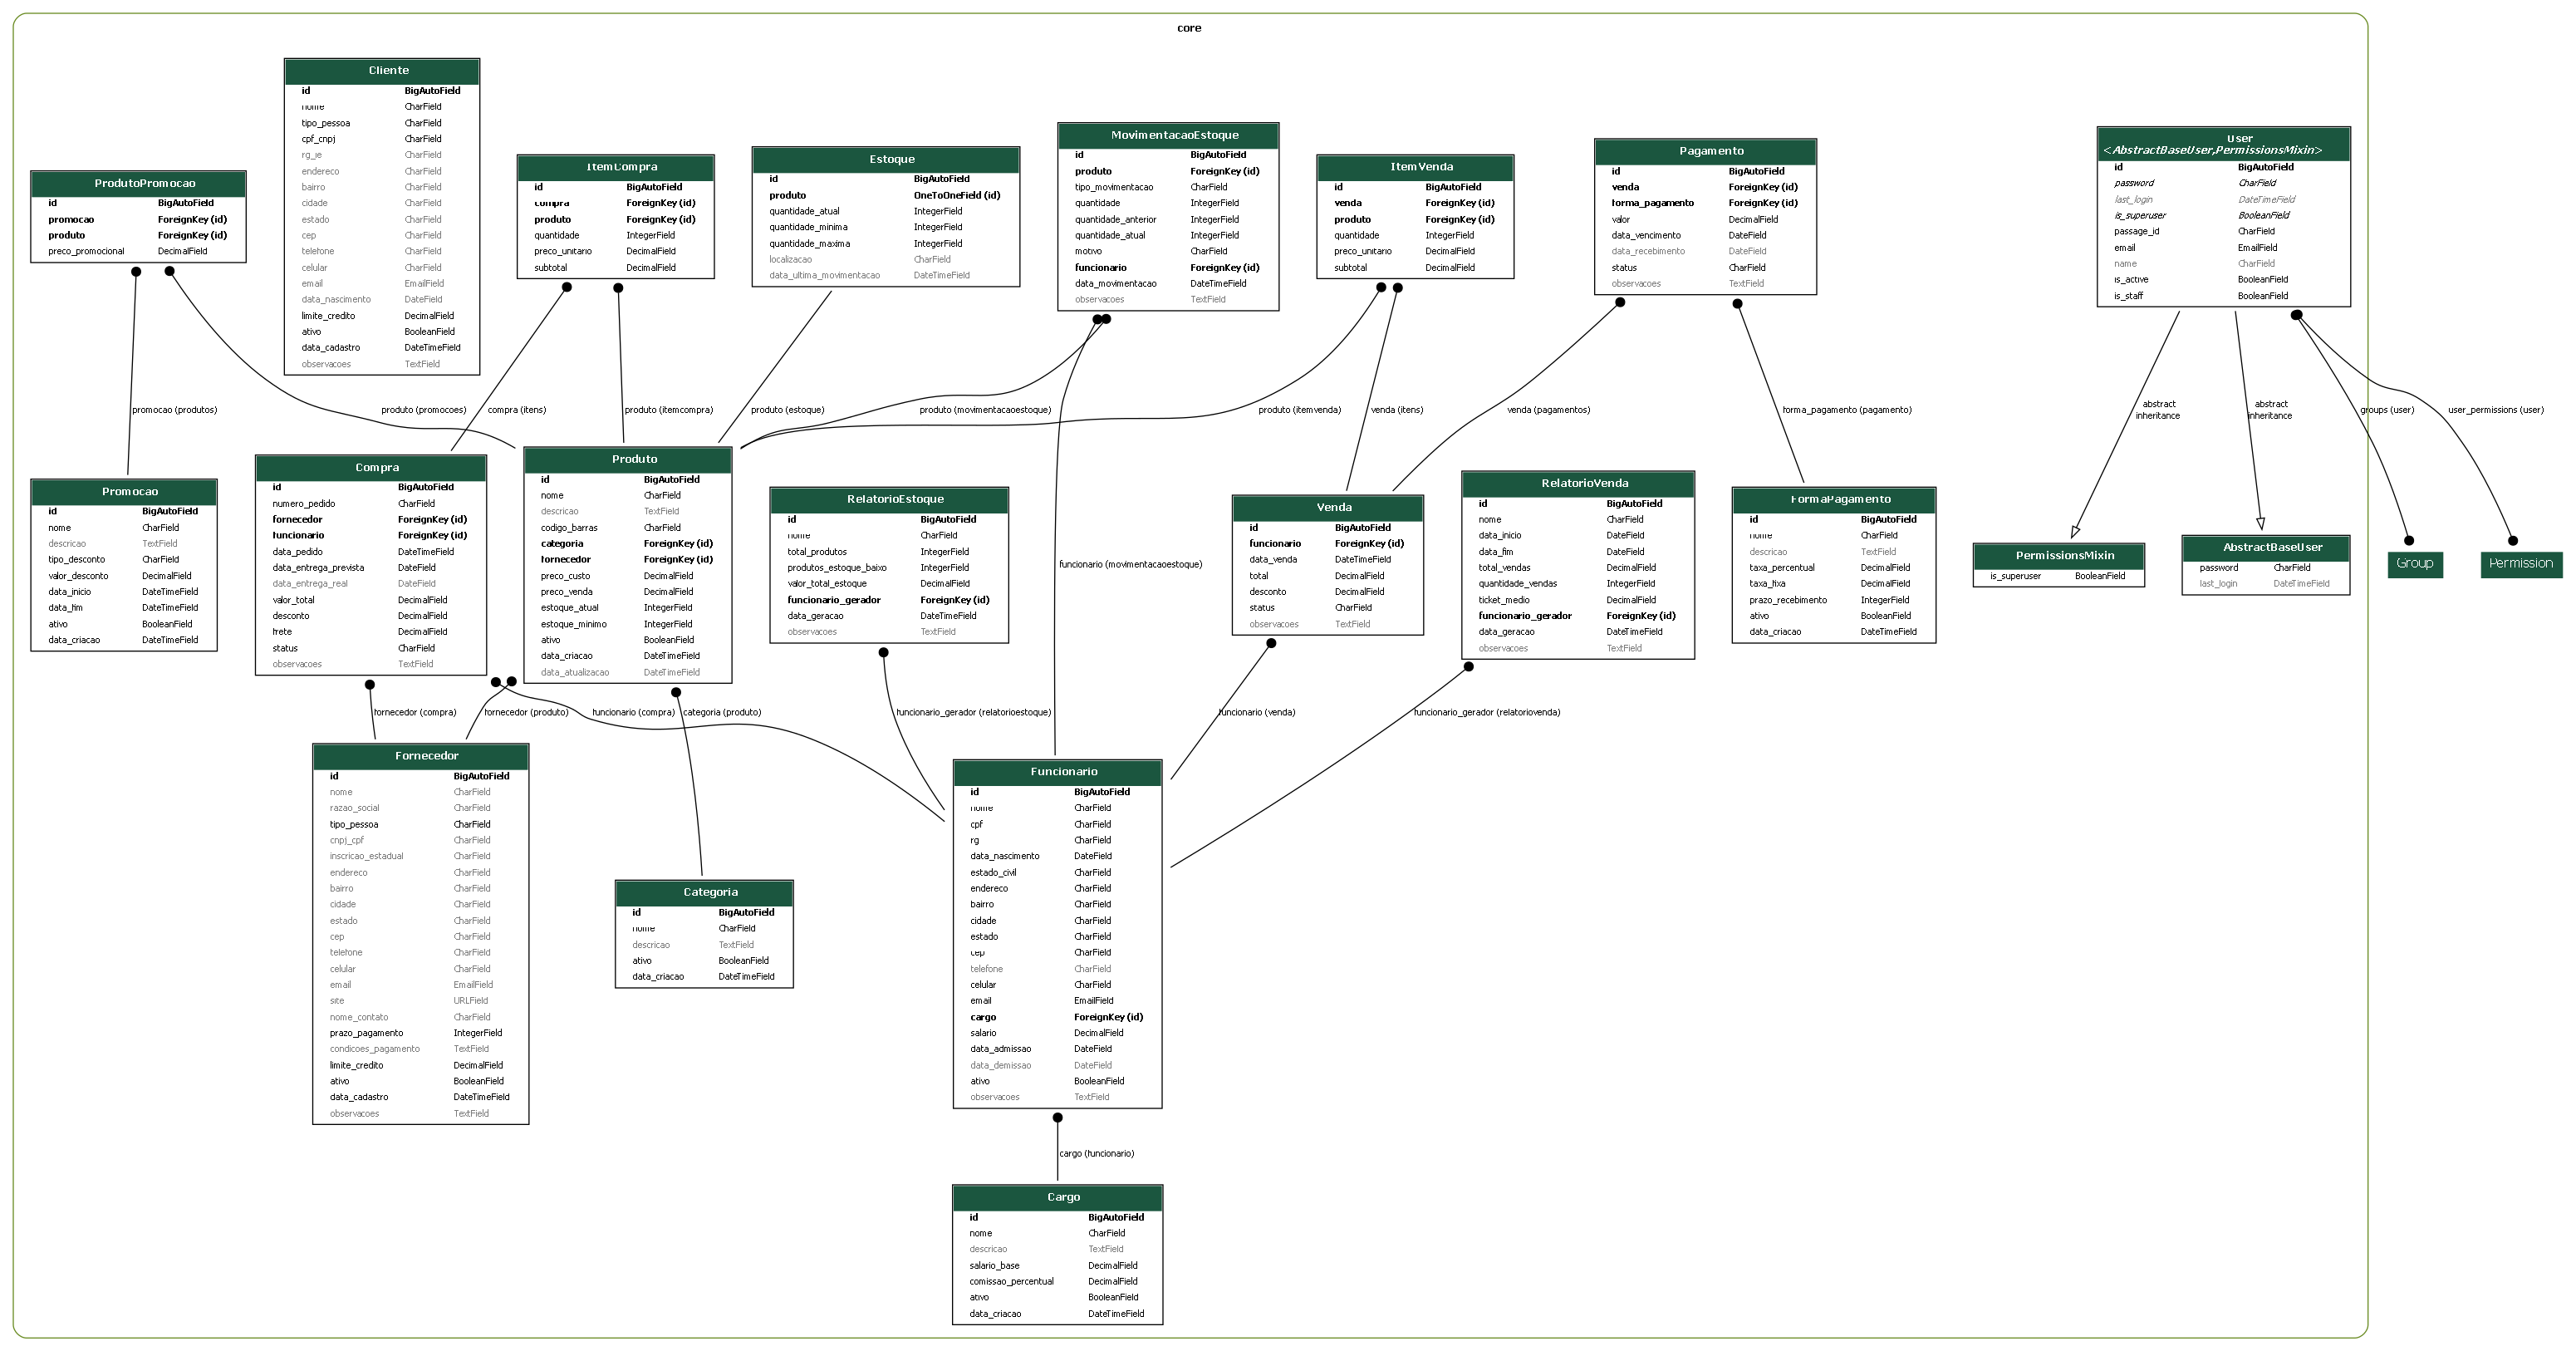 core
Cliente
id BigAutoField
nome CharField
tipo_pessoa CharField
cpf_cnpj CharField
rg_ie CharField
endereco CharField
bairro CharField
cidade CharField
estado CharField
cep CharField
telefone CharField
celular CharField
email EmailField
data_nascimento DateField
limite_credito DecimalField
ativo BooleanField
data_cadastro DateTimeField
observacoes TextField
ProdutoPromocao
id BigAutoField
promocao ForeignKey (id)
produto ForeignKey (id)
preco_promocional DecimalField
ItemCompra
id BigAutoField
compra ForeignKey (id)
produto ForeignKey (id)
quantidade IntegerField
preco_unitario DecimalField
subtotal DecimalField
Estoque
id BigAutoField
produto OneToOneField (id)
quantidade_atual IntegerField
quantidade_minima IntegerField
quantidade_maxima IntegerField
localizacao CharField
data_ultima_movimentacao DateTimeField
MovimentacaoEstoque
id BigAutoField
produto ForeignKey (id)
tipo_movimentacao CharField
quantidade IntegerField
quantidade_anterior IntegerField
quantidade_atual IntegerField
motivo CharField
funcionario ForeignKey (id)
data_movimentacao DateTimeField
observacoes TextField
ItemVenda
id BigAutoField
venda ForeignKey (id)
produto ForeignKey (id)
quantidade IntegerField
preco_unitario DecimalField
subtotal DecimalField
Pagamento
id BigAutoField
venda ForeignKey (id)
forma_pagamento ForeignKey (id)
valor DecimalField
data_vencimento DateField
data_recebimento DateField
status CharField
observacoes TextField
User
<AbstractBaseUser,PermissionsMixin>
id BigAutoField
password CharField
last_login DateTimeField
is_superuser BooleanField
passage_id CharField
email EmailField
name CharField
is_active BooleanField
is_staff BooleanField
promocao (produtos)
produto (promocoes)
compra (itens)
produto (itemcompra)
produto (estoque)
produto (movimentacaoestoque)
produto (itemvenda)
venda (itens)
venda (pagamentos)
forma_pagamento (pagamento)
abstract
inheritance
abstract
inheritance
groups (user)
user_permissions (user)
Promocao
id BigAutoField
nome CharField
descricao TextField
tipo_desconto CharField
valor_desconto DecimalField
data_inicio DateTimeField
data_fim DateTimeField
ativo BooleanField
data_criacao DateTimeField
Compra
id BigAutoField
numero_pedido CharField
fornecedor ForeignKey (id)
funcionario ForeignKey (id)
data_pedido DateTimeField
data_entrega_prevista DateField
data_entrega_real DateField
valor_total DecimalField
desconto DecimalField
frete DecimalField
status CharField
observacoes TextField
Produto
id BigAutoField
nome CharField
descricao TextField
codigo_barras CharField
categoria ForeignKey (id)
fornecedor ForeignKey (id)
preco_custo DecimalField
preco_venda DecimalField
estoque_atual IntegerField
estoque_minimo IntegerField
ativo BooleanField
data_criacao DateTimeField
data_atualizacao DateTimeField
RelatorioEstoque
id BigAutoField
nome CharField
total_produtos IntegerField
produtos_estoque_baixo IntegerField
valor_total_estoque DecimalField
funcionario_gerador ForeignKey (id)
data_geracao DateTimeField
observacoes TextField
Venda
id BigAutoField
funcionario ForeignKey (id)
data_venda DateTimeField
total DecimalField
desconto DecimalField
status CharField
observacoes TextField
RelatorioVenda
id BigAutoField
nome CharField
data_inicio DateField
data_fim DateField
total_vendas DecimalField
quantidade_vendas IntegerField
ticket_medio DecimalField
funcionario_gerador ForeignKey (id)
data_geracao DateTimeField
observacoes TextField
FormaPagamento
id BigAutoField
nome CharField
descricao TextField
taxa_percentual DecimalField
taxa_fixa DecimalField
prazo_recebimento IntegerField
ativo BooleanField
data_criacao DateTimeField
PermissionsMixin
is_superuser BooleanField
AbstractBaseUser
password CharField
last_login DateTimeField
Group
Permission
funcionario (movimentacaoestoque)
fornecedor (compra)
fornecedor (produto)
funcionario (compra)
categoria (produto)
funcionario_gerador (relatorioestoque)
funcionario (venda)
funcionario_gerador (relatoriovenda)
Fornecedor
id BigAutoField
nome CharField
razao_social CharField
tipo_pessoa CharField
cnpj_cpf CharField
inscricao_estadual CharField
endereco CharField
bairro CharField
cidade CharField
estado CharField
cep CharField
telefone CharField
celular CharField
email EmailField
site URLField
nome_contato CharField
prazo_pagamento IntegerField
condicoes_pagamento TextField
limite_credito DecimalField
ativo BooleanField
data_cadastro DateTimeField
observacoes TextField
Categoria
id BigAutoField
nome CharField
descricao TextField
ativo BooleanField
data_criacao DateTimeField
Funcionario
id BigAutoField
nome CharField
cpf CharField
rg CharField
data_nascimento DateField
estado_civil CharField
endereco CharField
bairro CharField
cidade CharField
estado CharField
cep CharField
telefone CharField
celular CharField
email EmailField
cargo ForeignKey (id)
salario DecimalField
data_admissao DateField
data_demissao DateField
ativo BooleanField
observacoes TextField
cargo (funcionario)
Cargo
id BigAutoField
nome CharField
descricao TextField
salario_base DecimalField
comissao_percentual DecimalField
ativo BooleanField
data_criacao DateTimeField